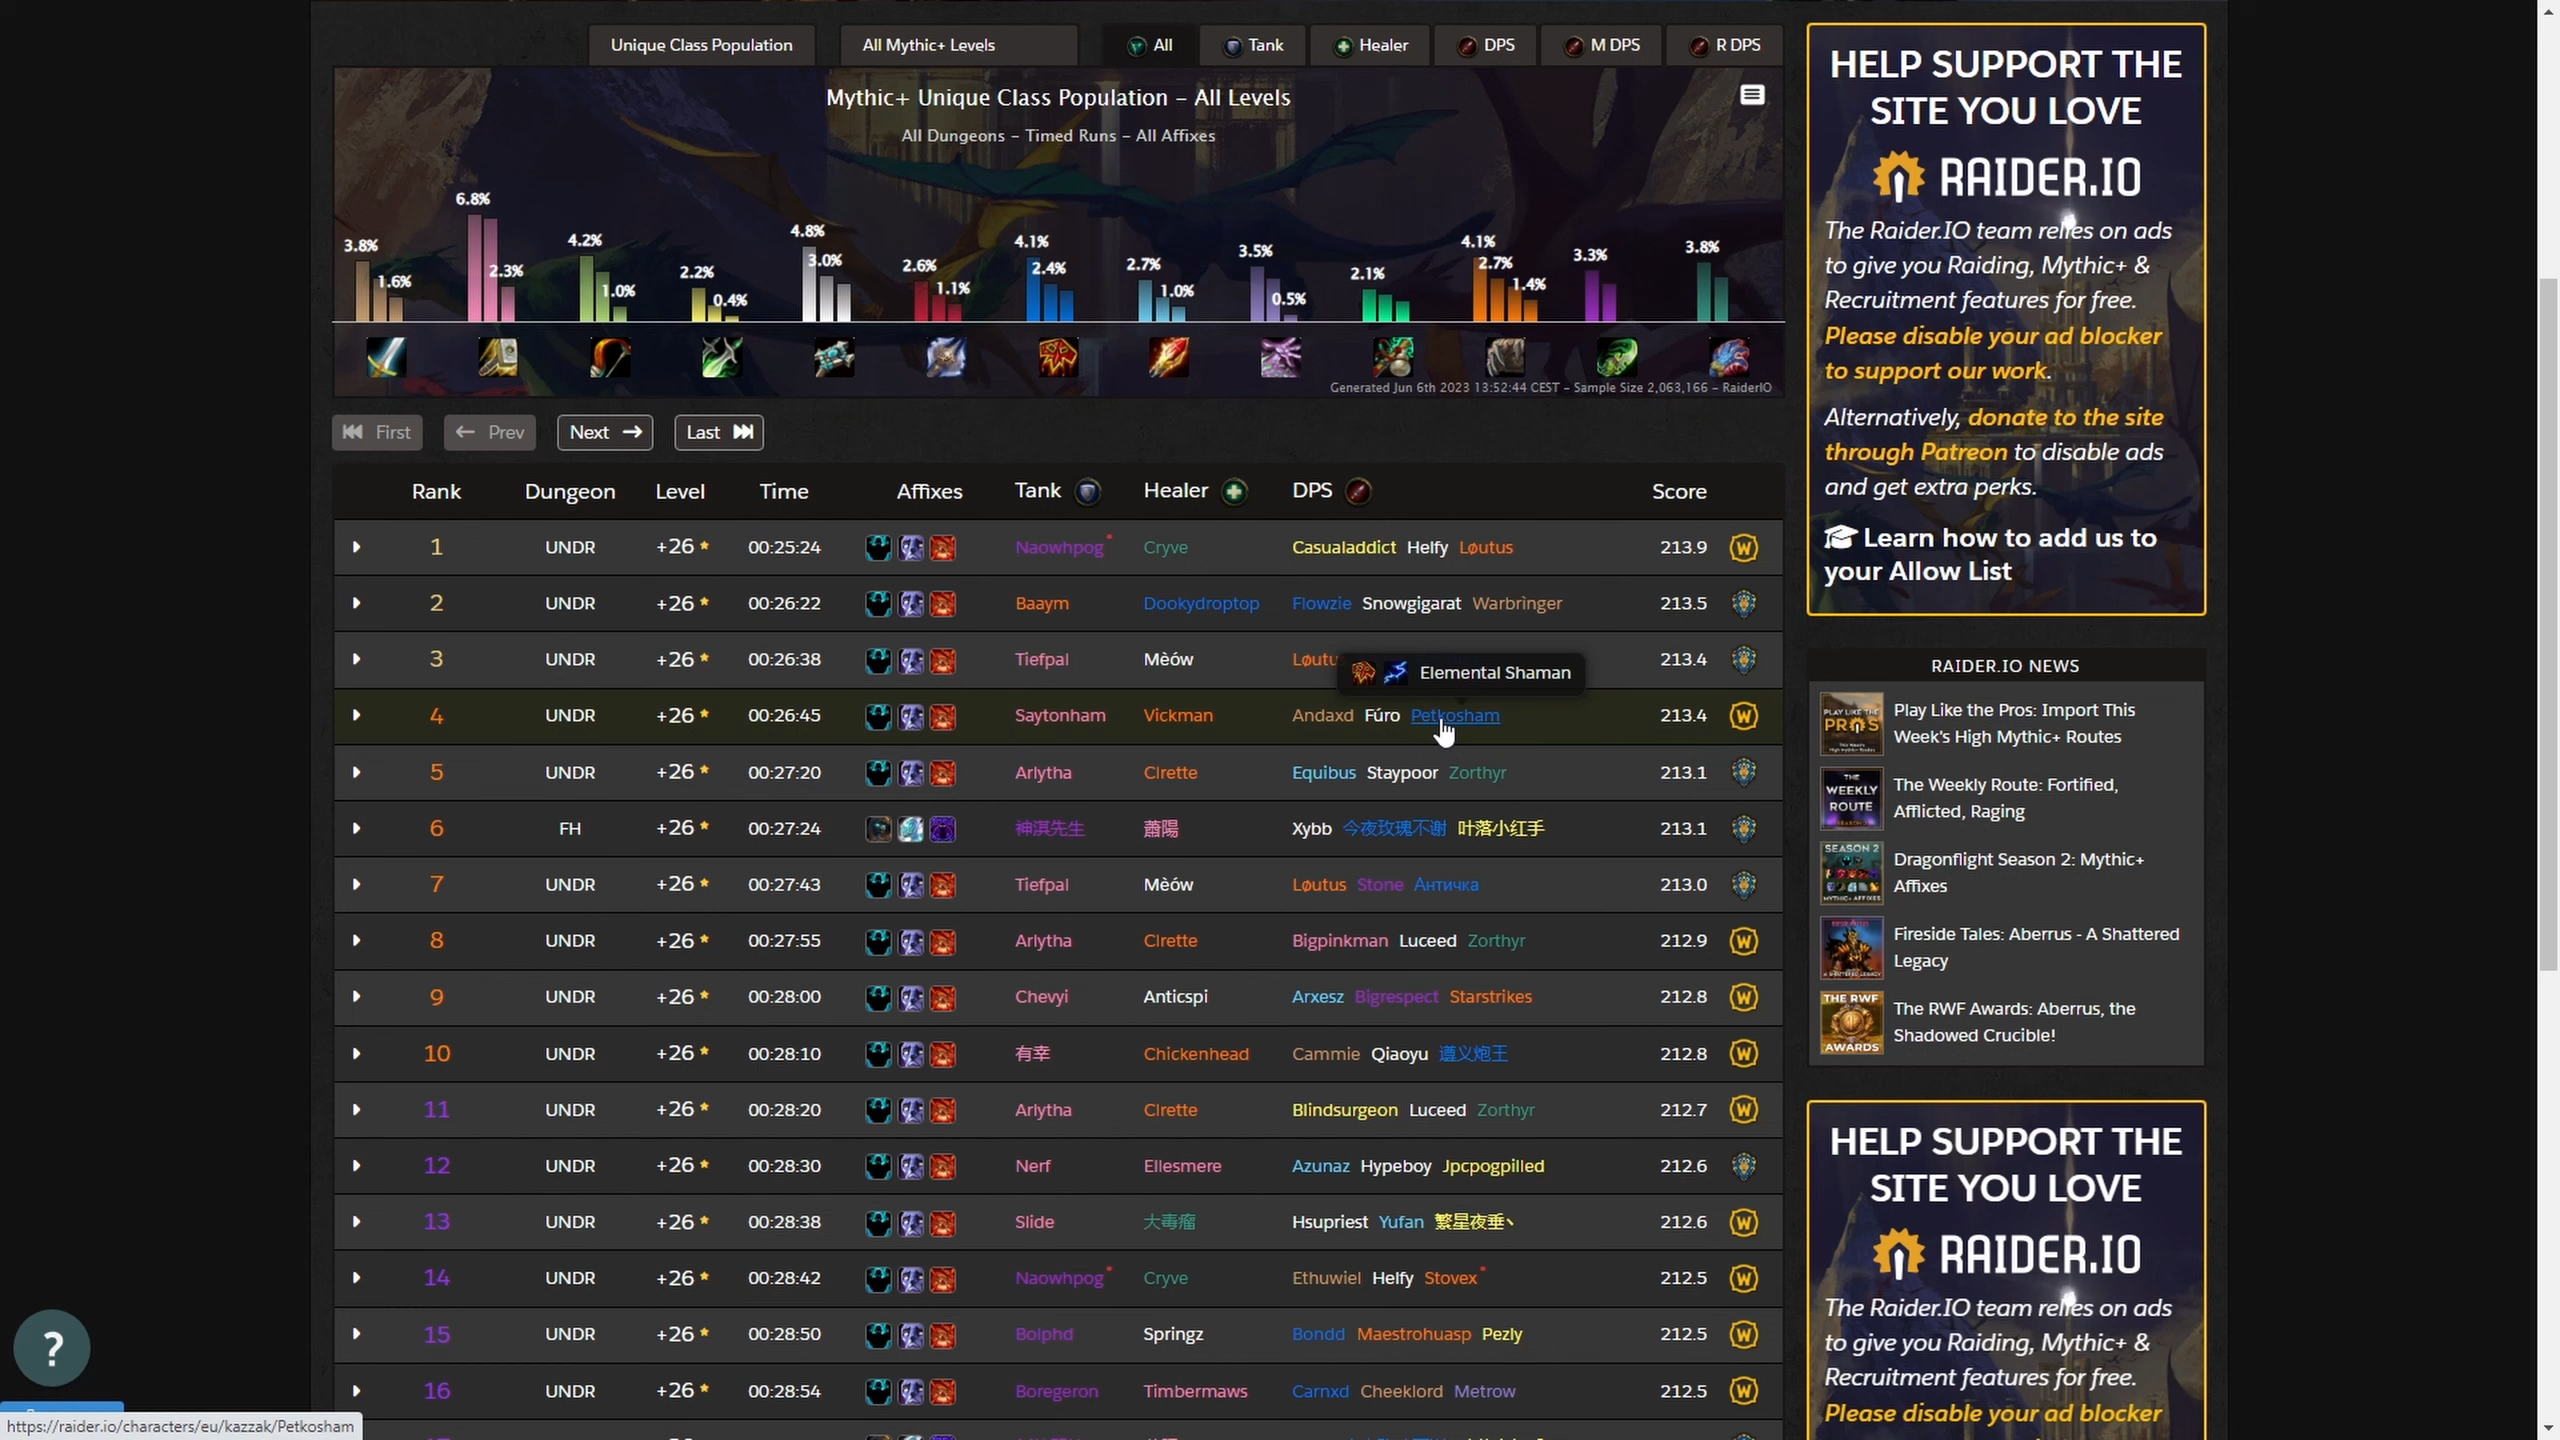 Unique Class Population
All Mythic+ Levels
All
Tank
Healer
DPS
M DPS
R DPS
Mythic+ Unique Class Population – All Levels
All Dungeons – Timed Runs – All Affixes
3.8% 1.6% 6.8% 2.3% 4.2% 1.0% 2.2% 0.4% 4.8% 3.0% 2.6% 1.1% 4.1% 2.4% 2.7% 1.0% 3.5% 0.5% 2.1% 4.1% 2.7% 1.4% 3.3% 3.8%
Generated Jun 6th 2023 13:52:44 CEST – Sample Size 2,063,166 – RaiderIO
First Prev Next Last
Rank Dungeon Level Time Affixes Tank Healer DPS Score
1 UNDR +26 00:25:24 Naowhpog* Cryve Casualaddict Helfy Løutus 213.9
2 UNDR +26 00:26:22 Baaym Dookydroptop Flowzie Snowgigarat Warbrìnger 213.5
3 UNDR +26 00:26:38 Tiefpal Mèów 213.4
Elemental Shaman
4 UNDR +26 00:26:45 Saytonham Vickman Andaxd Fúro Petkosham 213.4
5 UNDR +26 00:27:20 Arlytha Clrette Equibus Staypoor Zorthyr 213.1
6 FH +26 00:27:24 神淇先生 蕭陽 Xybb 今夜玫瑰不谢 叶落小红手 213.1
7 UNDR +26 00:27:43 Tiefpal Mèów Løutus Stone Античка 213.0
8 UNDR +26 00:27:55 Arlytha Clrette Bigpinkman Luceed Zorthyr 212.9
9 UNDR +26 00:28:00 Chevyi Anticspi Arxesz Bigrespect Starstrikes 212.8
10 UNDR +26 00:28:10 有幸 Chickenhead Cammie Qiaoyu 遵义炮王 212.8
11 UNDR +26 00:28:20 Arlytha Clrette Blindsurgeon Luceed Zorthyr 212.7
12 UNDR +26 00:28:30 Nerf Ellesmere Azunaz Hypeboy Jpcpogpilled 212.6
13 UNDR +26 00:28:38 Slide 大毒瘤 Hsupriest Yufan 繁星夜垂丶 212.6
14 UNDR +26 00:28:42 Naowhpog* Cryve Ethuwiel Helfy Stovex* 212.5
15 UNDR +26 00:28:50 Bolphd Springz Bondd Maestrohuasp Pezly 212.5
16 UNDR +26 00:28:54 Boregeron Timbermaws Carnxd Cheeklord Metrow 212.5
?
https://raider.io/characters/eu/kazzak/Petkosham
HELP SUPPORT THE
SITE YOU LOVE
RAIDER.IO
The Raider.IO team relies on ads
to give you Raiding, Mythic+ &
Recruitment features for free.
Please disable your ad blocker
to support our work.
Alternatively, donate to the site
through Patreon to disable ads
and get extra perks.
Learn how to add us to
your Allow List
RAIDER.IO NEWS
Play Like the Pros: Import This
Week's High Mythic+ Routes
The Weekly Route: Fortified,
Afflicted, Raging
Dragonflight Season 2: Mythic+
Affixes
Fireside Tales: Aberrus - A Shattered
Legacy
The RWF Awards: Aberrus, the
Shadowed Crucible!
HELP SUPPORT THE
SITE YOU LOVE
RAIDER.IO
The Raider.IO team relies on ads
to give you Raiding, Mythic+ &
Recruitment features for free.
Please disable your ad blocker